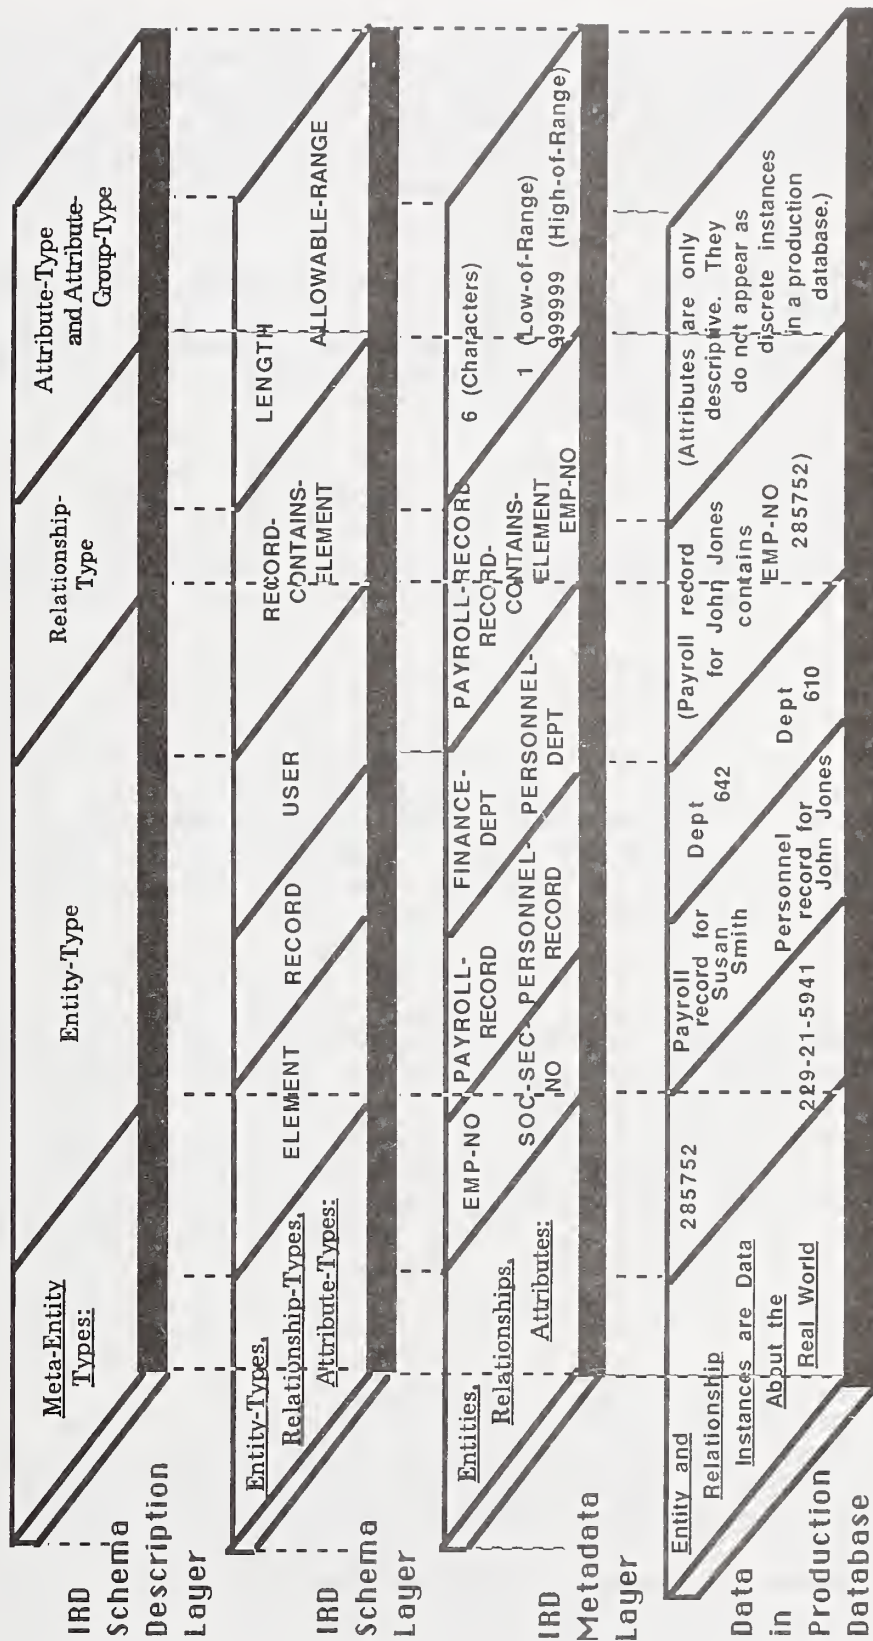 IRD
Schema
Description
Layer
Meta-Entity
Types:
Entity-Type
Relationship-
Type
Attribute-Type
and Attribute-
Group-Type
IRD
Schema
Layer
Entity-Types,
Relationship-Types,
Attribute-Types:
ELEMENT
RECORD
USER
RECORD-
CONTAINS-
ELEMENT
LENGTH
ALLOWABLE-RANGE
IRD
Metadata
Layer
Entities,
Relationships,
Attributes:
EMP-NO
SOC-SEC-
NO
PAYROLL-
RECORD
PERSONNEL-
RECORD
FINANCE-
DEPT
PERSONNEL-
DEPT
PAYROLL-RECORD
RECORD-
CONTAINS-
ELEMENT
EMP-NO
6 (Characters)
1 (Low-of-Range)
999999 (High-of-Range)
Data
in
Production
Database
Entity and
Relationship
Instances are Data
About the
Real World
285752
229-21-5941
Payroll
record for
Susan
Smith
Personnel
record for
John Jones
Dept
642
Dept
610
(Payroll record
for John Jones
contains
EMP-NO
285752)
(Attributes are only
descriptive. They
do not appear as
discrete instances
in a production
database.)